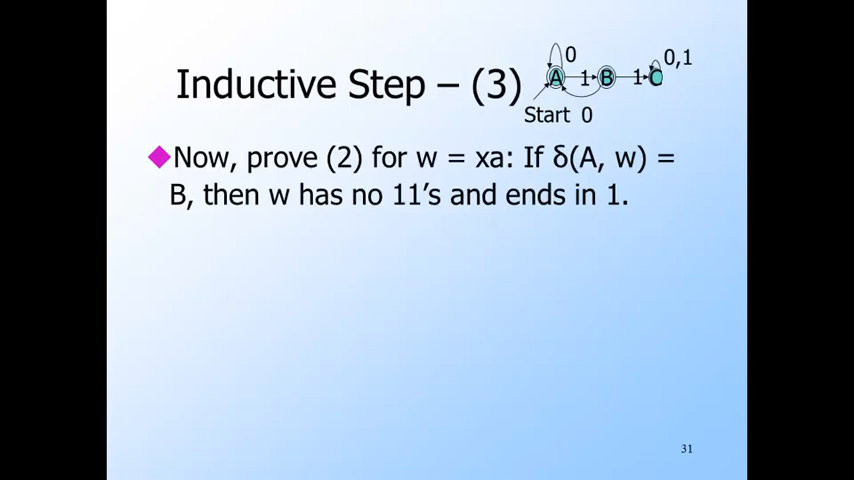 Inductive Step – (3)
0
0,1
A 1 B 1 C
Start 0
Now, prove (2) for w = xa: If δ(A, w) =
B, then w has no 11's and ends in 1.
31